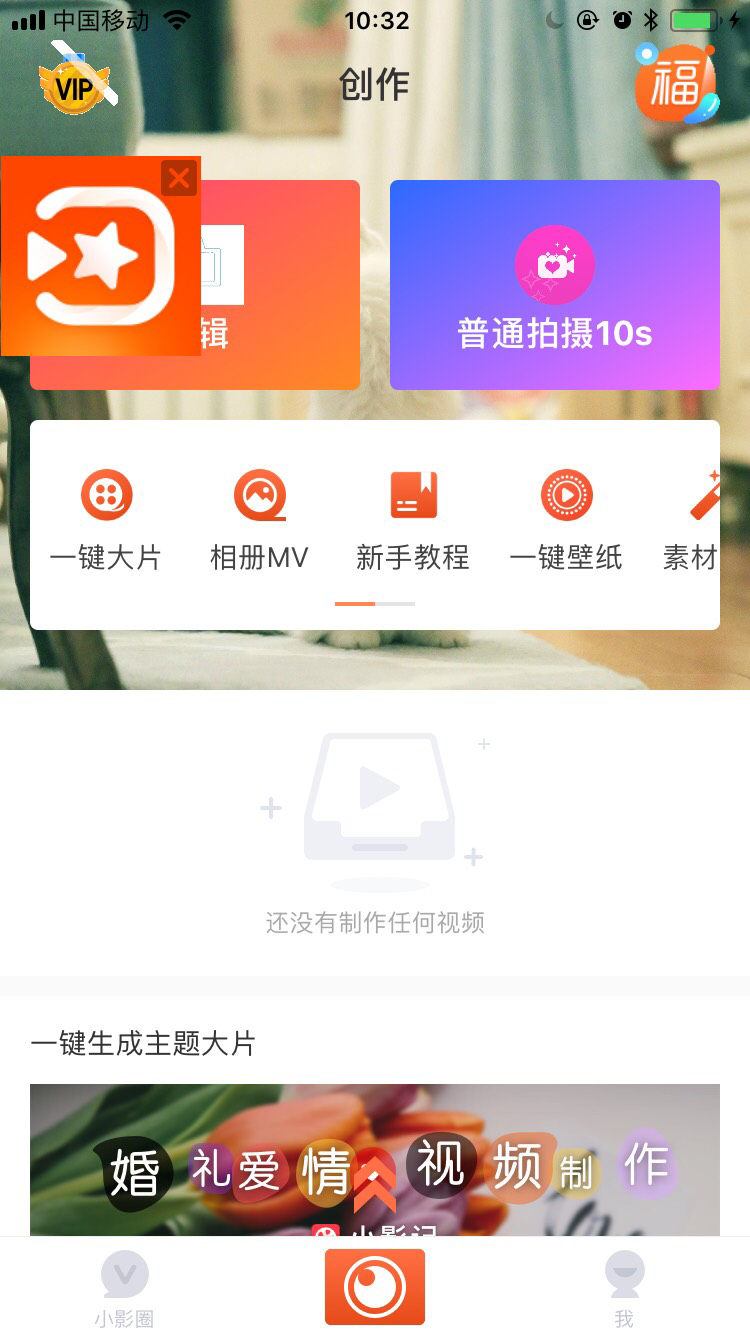 中国移动
10:32
VIP
创作
福
辑
普通拍摄10s
一键大片
相册MV
新手教程
一键壁纸
素材
还没有制作任何视频
一键生成主题大片
婚礼爱情视频制作
小影记
小影圈
我